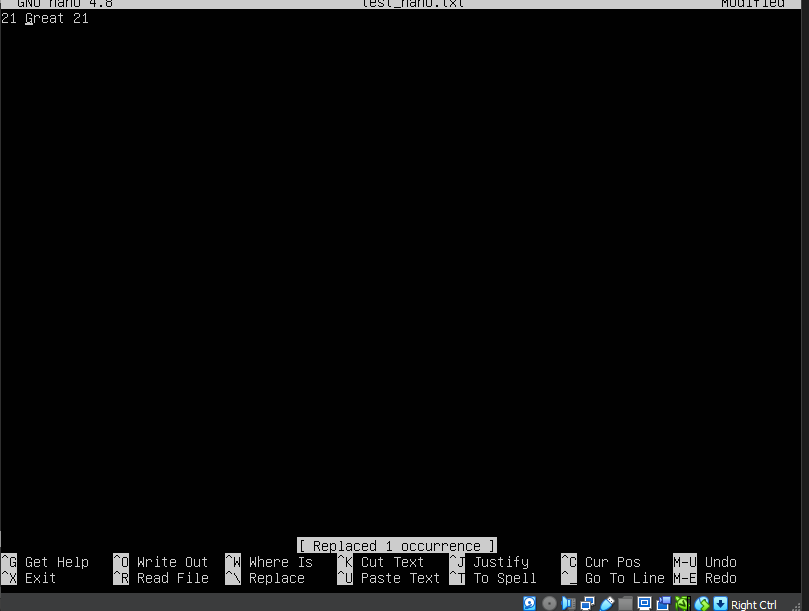 GNU nano 4.8 test_nano.txt Modified
21 Great 21
[ Replaced 1 occurrence ]
^G Get Help ^O Write Out ^W Where Is ^K Cut Text ^J Justify ^C Cur Pos M-U Undo
^X Exit ^R Read File ^\ Replace ^U Paste Text ^T To Spell ^_ Go To Line M-E Redo
Right Ctrl